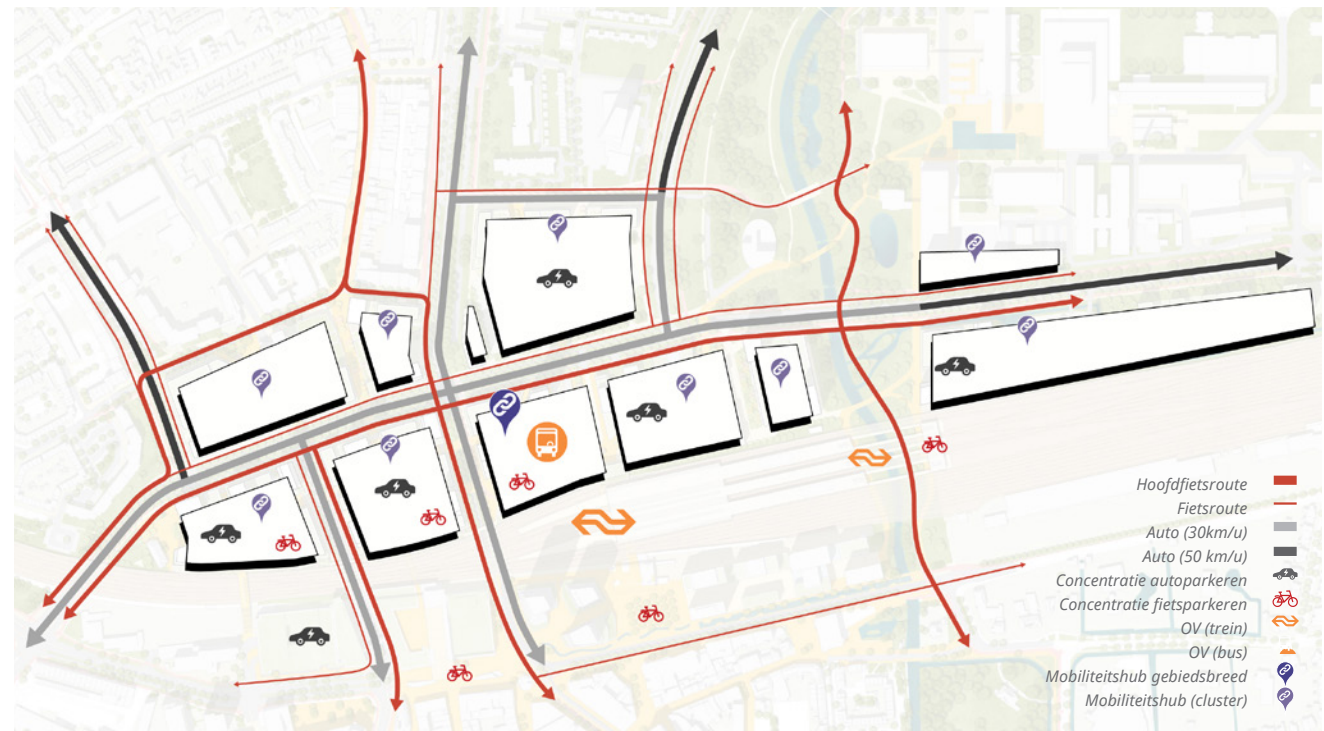 Hoofdfietsroute
Fietsroute
Auto (30km/u)
Auto (50 km/u)
Concentratie autoparkeren
Concentratie fietsparkeren
OV (trein)
OV (bus)
Mobiliteitshub gebiedsbreed
Mobiliteitshub (cluster)